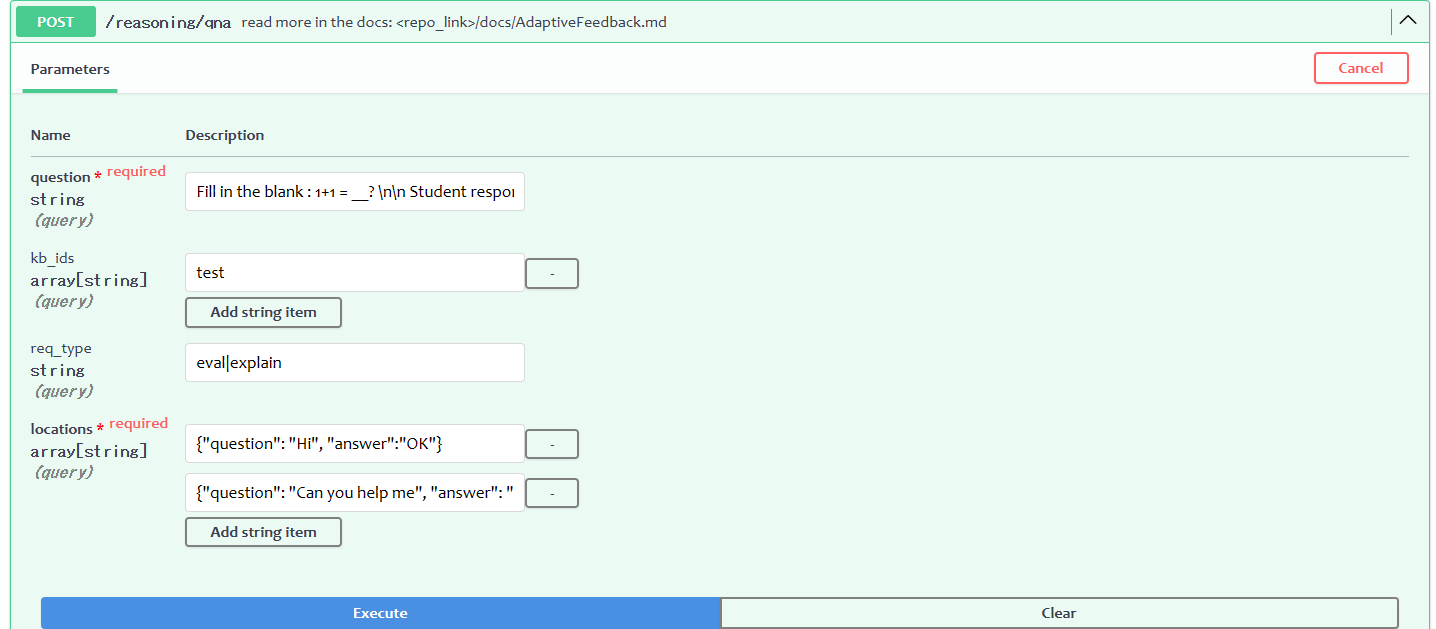 POST /reasoning/qna read more in the docs: <repo_link>/docs/AdaptiveFeedback.md
Parameters
Cancel
Name Description
question * required
string
(query)
Fill in the blank : 1+1 = __? \n\n Student respo
kb_ids
array[string]
(query)
test
-
Add string item
req_type
string
(query)
eval|explain
locations * required
array[string]
(query)
{"question": "Hi", "answer":"OK"}
-
{"question": "Can you help me", "answer": "
-
Add string item
Execute
Clear